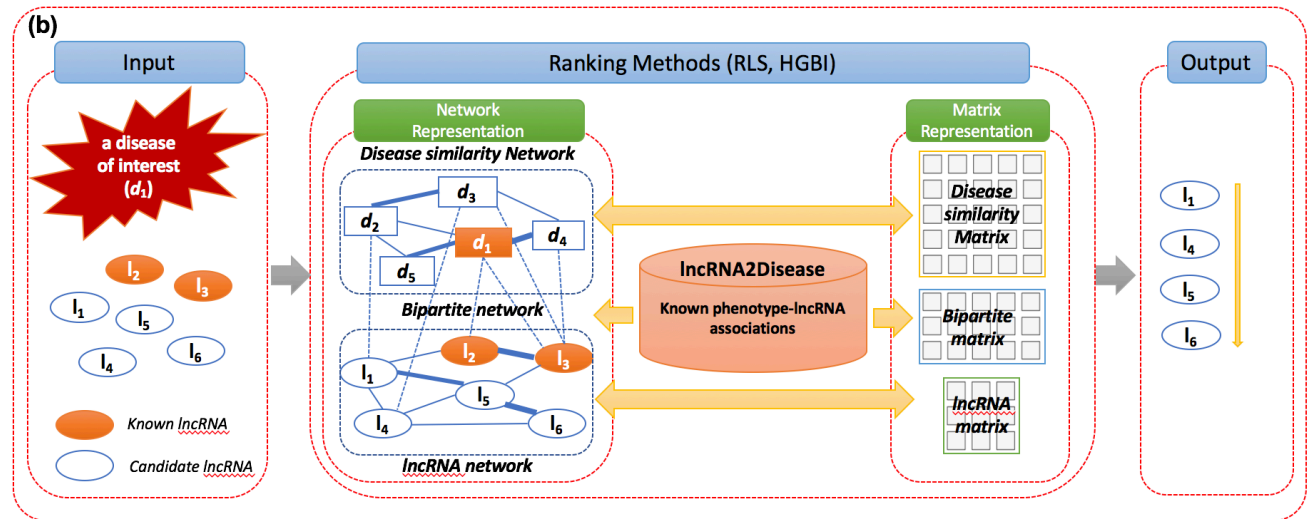 (b)
Input
Ranking Methods (RLS, HGBI)
Output
a disease
of interest
(d1)
l2
l3
l1
l5
l4
l6
Known lncRNA
Candidate lncRNA
Network
Representation
Disease similarity Network
d3
d2
d1
d4
d5
Bipartite network
l2
l3
l1
l5
l4
l6
lncRNA network
lncRNA2Disease
Known phenotype-lncRNA
associations
Matrix
Representation
Disease
similarity
Matrix
Bipartite
matrix
lncRNA
matrix
l1
l4
l5
l6